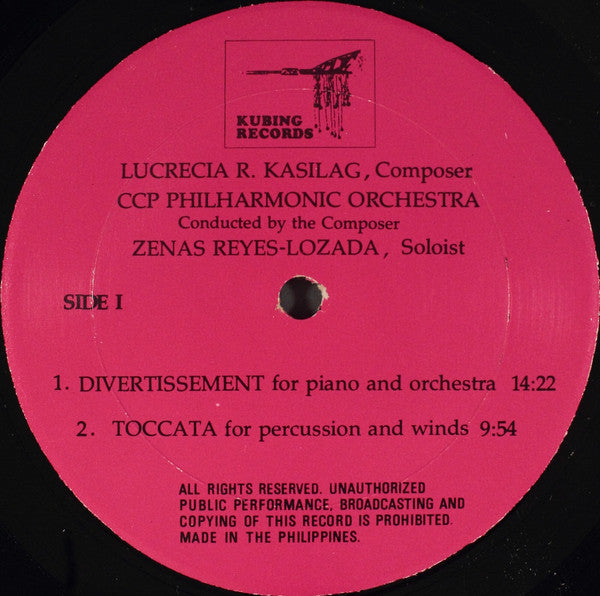 KUBING
RECORDS
LUCRECIA R. KASILAG, Composer
CCP PHILHARMONIC ORCHESTRA
Conducted by the Composer
ZENAS REYES-LOZADA, Soloist
SIDE I
1. DIVERTISSEMENT for piano and orchestra 14:22
2. TOCCATA for percussion and winds 9:54
ALL RIGHTS RESERVED. UNAUTHORIZED
PUBLIC PERFORMANCE, BROADCASTING AND
COPYING OF THIS RECORD IS PROHIBITED.
MADE IN THE PHILIPPINES.